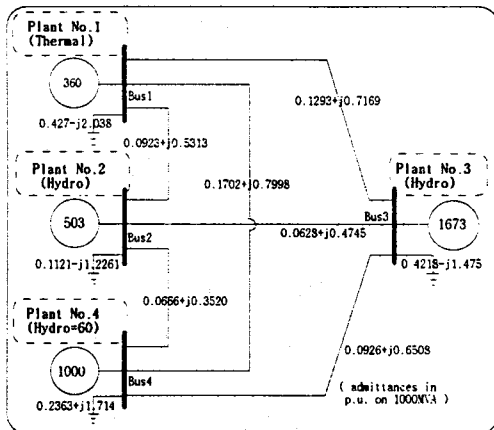 Plant No.1
(Thermal)
360
Bus1
0.427-j2.038
0.0923+j0.5313
0.1293+j0.7169
Plant No.2
(Hydro)
503
Bus2
0.1121-j1.2261
0.1702+j0.7998
0.0628+j0.4745
Plant No.3
(Hydro)
1673
Bus3
0.4218-j1.475
0.0666+j0.3520
Plant No.4
(Hydro=60)
1000
Bus4
0.2363+j1.714
0.0926+j0.6508
( admittances in
p.u. on 1000MVA )